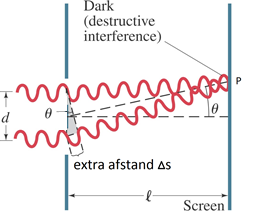 Dark
(destructive
interference)
P
θ
θ
d
extra afstand Δs
ℓ
Screen